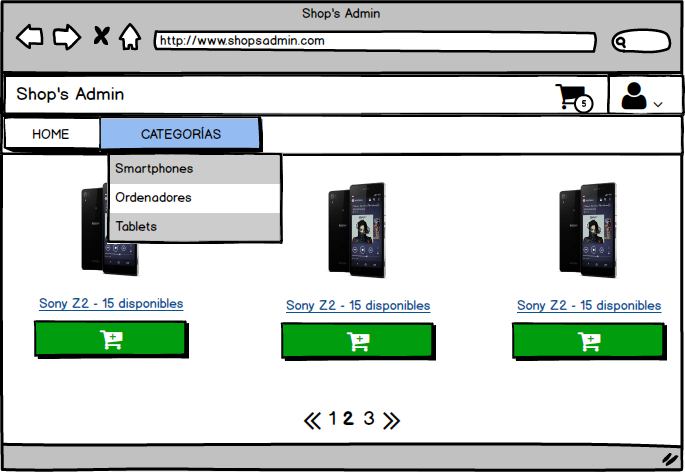 Shop's Admin
http://www.shopsadmin.com
Shop's Admin
5
HOME CATEGORÍAS
Smartphones
Ordenadores
Tablets
Sony Z2 - 15 disponibles
Sony Z2 - 15 disponibles
Sony Z2 - 15 disponibles
1 2 3